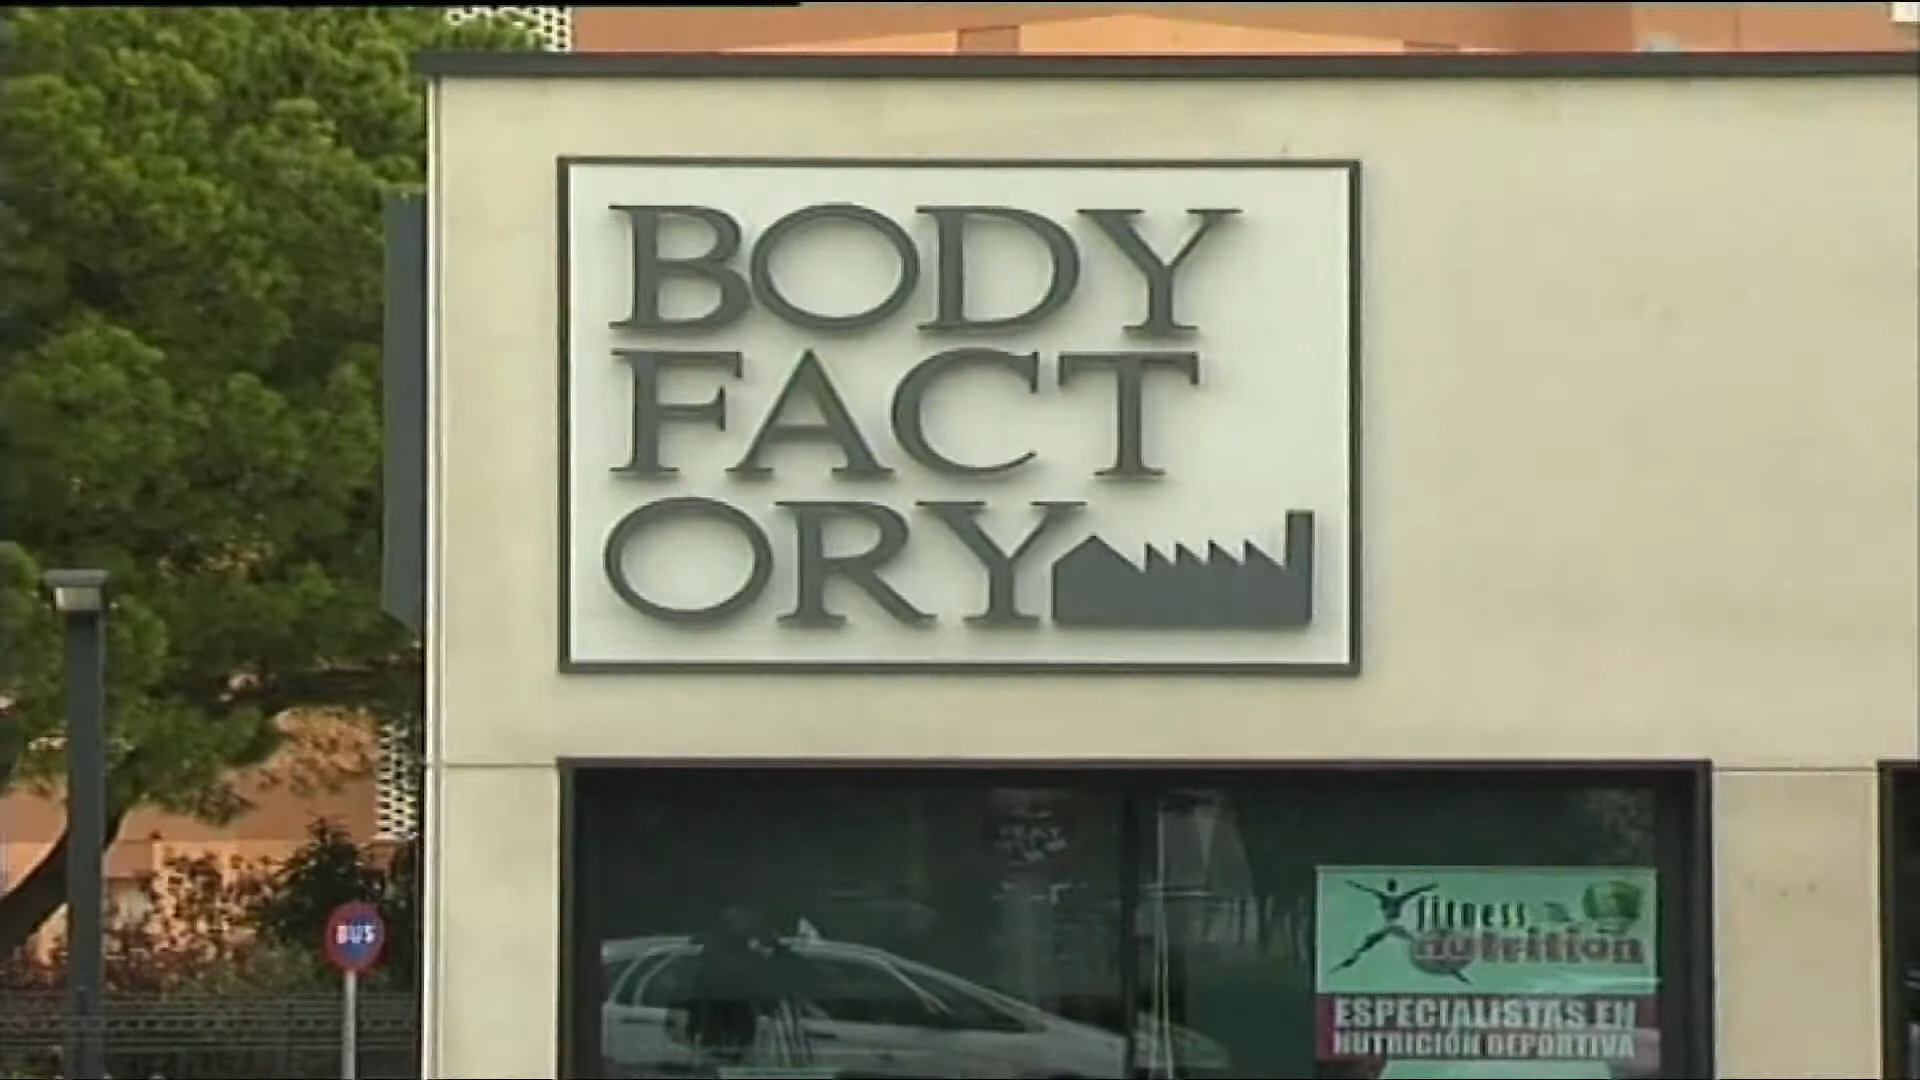 BODY
FACT
ORY
BUS
fitness
nutrition
ESPECIALISTAS EN
NUTRICIÓN DEPORTIVA